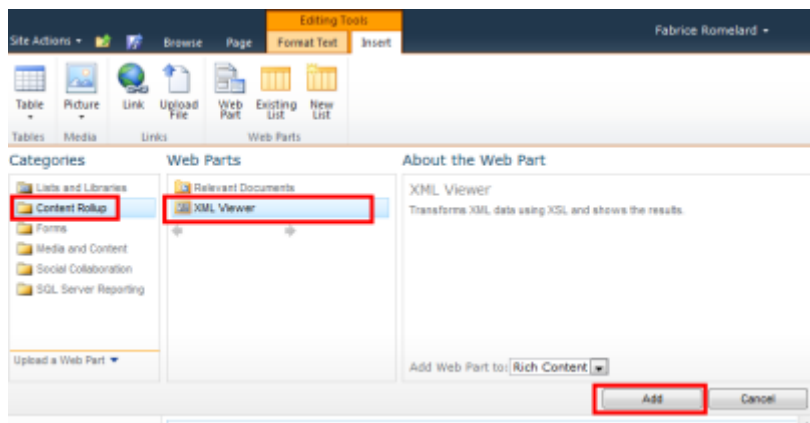 Editing Tools
Site Actions Browse Page Format Text Insert Fabrice Romelard
Table Picture Link Upload File Web Part Existing List New List
Tables Media Links Web Parts
Categories Web Parts About the Web Part
Lists and Libraries Relevant Documents XML Viewer
Content Rollup XML Viewer Transforms XML data using XSL and shows the results.
Forms
Media and Content
Social Collaboration
SQL Server Reporting
Upload a Web Part Add Web Part to: Rich Content
Add Cancel